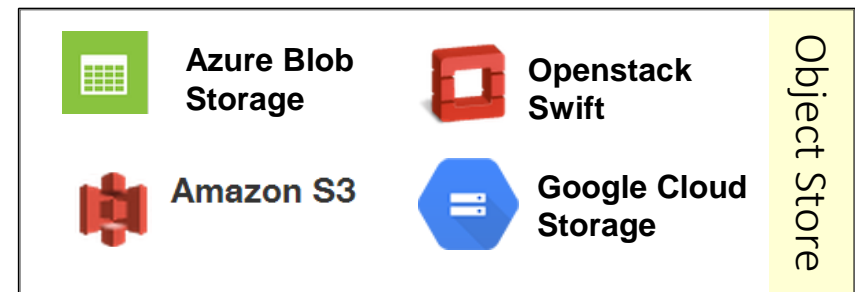 Azure Blob
Storage
Openstack
Swift
Amazon S3
Google Cloud
Storage
Object Store